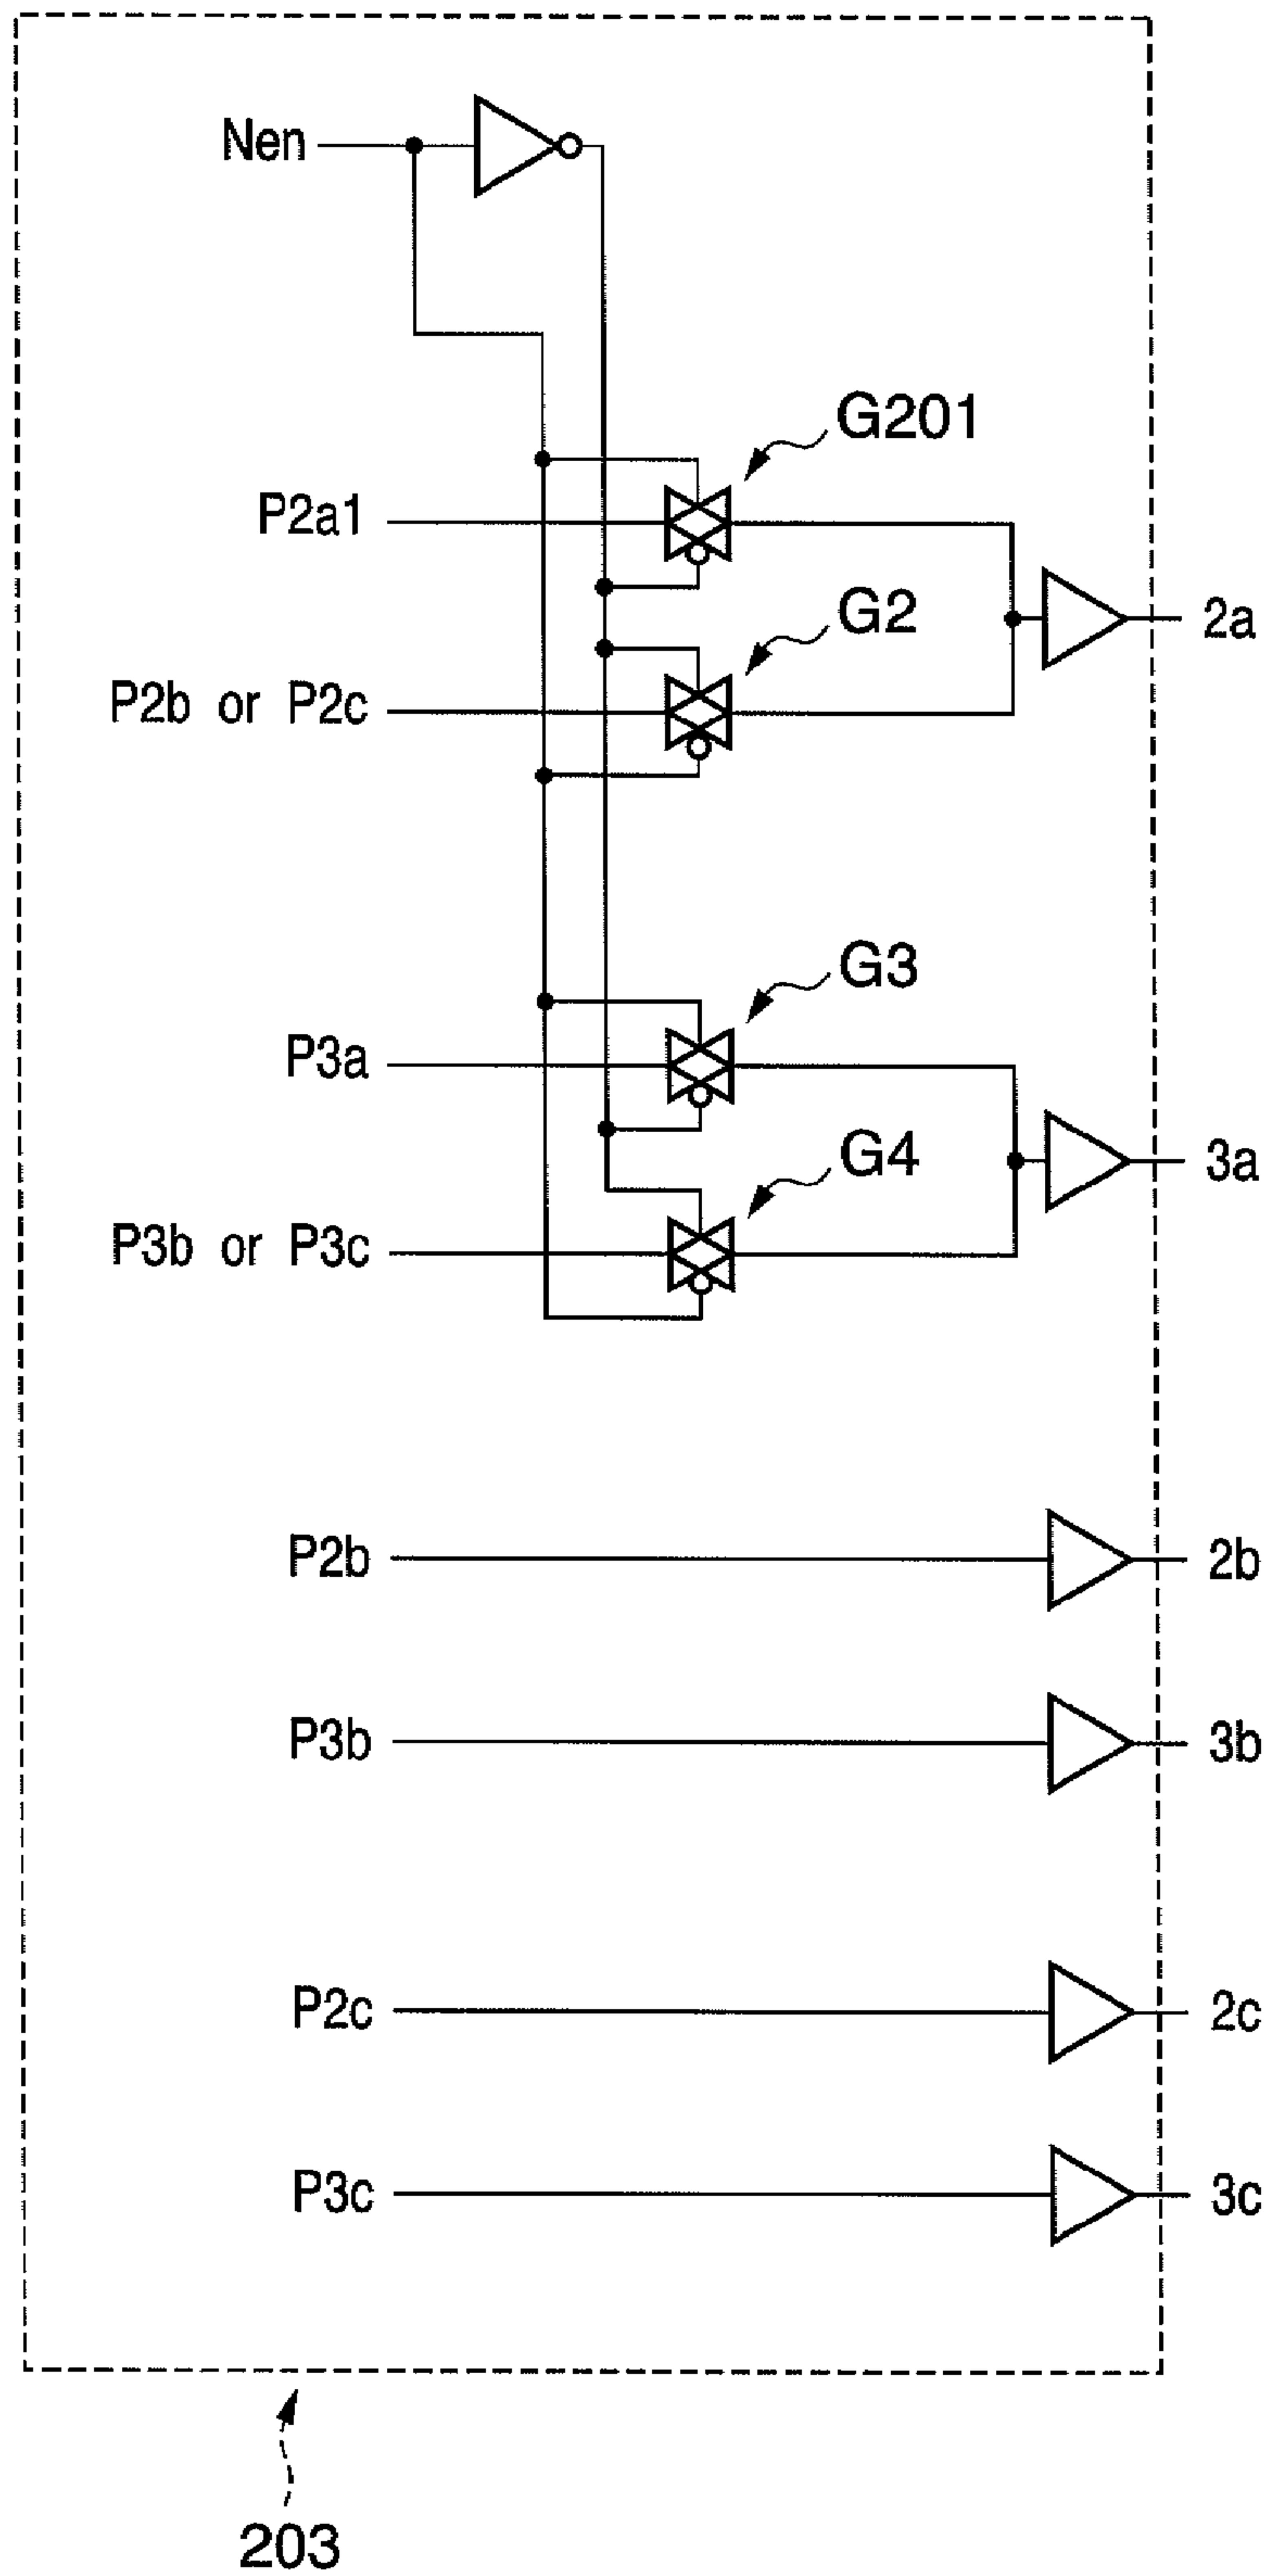 Nen
G201
P2a1
G2
2a
P2b or P2c
G3
P3a
G4
3a
P3b or P3c
P2b
2b
P3b
3b
P2c
2c
P3c
3c
203